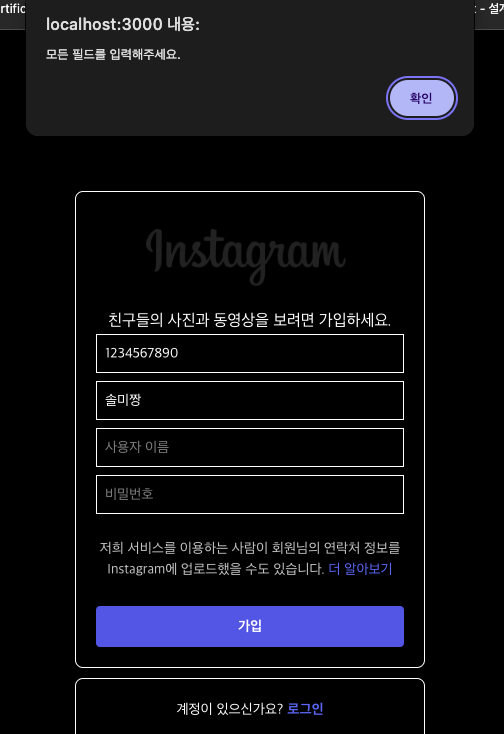 localhost:3000 내용:
모든 필드를 입력해주세요.
확인
Instagram
친구들의 사진과 동영상을 보려면 가입하세요.
1234567890
솔미짱
사용자 이름
비밀번호
저희 서비스를 이용하는 사람이 회원님의 연락처 정보를
Instagram에 업로드했을 수도 있습니다. 더 알아보기
가입
계정이 있으신가요? 로그인